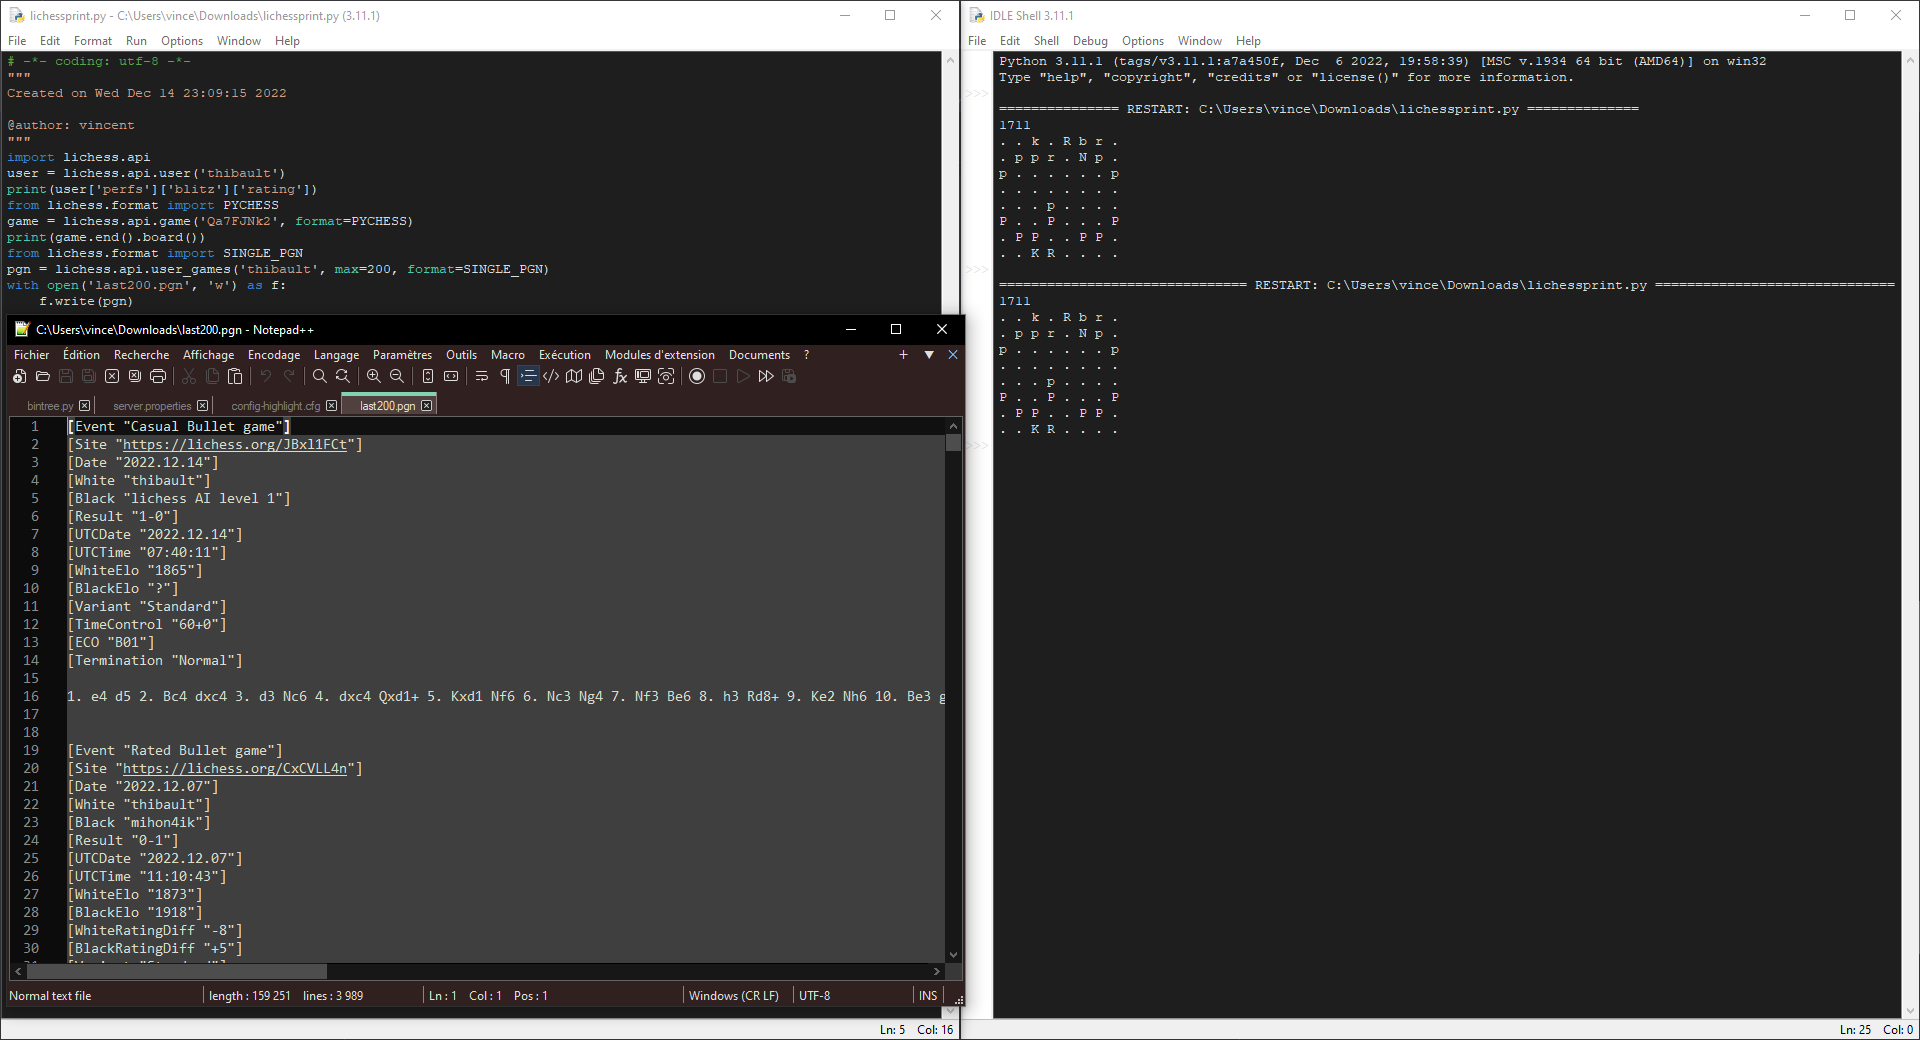 lichessprint.py - C:\Users\vince\Downloads\lichessprint.py (3.11.1)
File Edit Format Run Options Window Help
# -*- coding: utf-8 -*-
"""
Created on Wed Dec 14 23:09:15 2022
@author: vincent
"""
import lichess.api
user = lichess.api.user('thibault')
print(user['perfs']['blitz']['rating'])
from lichess.format import PYCHESS
game = lichess.api.game('Qa7FJNk2', format=PYCHESS)
print(game.end().board())
from lichess.format import SINGLE_PGN
pgn = lichess.api.user_games('thibault', max=200, format=SINGLE_PGN)
with open('last200.pgn', 'w') as f:
    f.write(pgn)
C:\Users\vince\Downloads\last200.pgn - Notepad++
Fichier Édition Recherche Affichage Encodage Langage Paramètres Outils Macro Exécution Modules d'extension Documents ?
bintree.py server.properties config-highlight.cfg last200.pgn
1 [Event "Casual Bullet game"]
2 [Site "https://lichess.org/JBxl1FCt"]
3 [Date "2022.12.14"]
4 [White "thibault"]
5 [Black "lichess AI level 1"]
6 [Result "1-0"]
7 [UTCDate "2022.12.14"]
8 [UTCTime "07:40:11"]
9 [WhiteElo "1865"]
10 [BlackElo "?"]
11 [Variant "Standard"]
12 [TimeControl "60+0"]
13 [ECO "B01"]
14 [Termination "Normal"]
15
16 1. e4 d5 2. Bc4 dxc4 3. d3 Nc6 4. dxc4 Qxd1+ 5. Kxd1 Nf6 6. Nc3 Ng4 7. Nf3 Be6 8. h3 Rd8+ 9. Ke2 Nh6 10. Be3 g
17
18
19 [Event "Rated Bullet game"]
20 [Site "https://lichess.org/CxCVLL4n"]
21 [Date "2022.12.07"]
22 [White "thibault"]
23 [Black "mihon4ik"]
24 [Result "0-1"]
25 [UTCDate "2022.12.07"]
26 [UTCTime "11:10:43"]
27 [WhiteElo "1873"]
28 [BlackElo "1918"]
29 [WhiteRatingDiff "-8"]
30 [BlackRatingDiff "+5"]
Normal text file length : 159 251 lines : 3 989 Ln : 1 Col : 1 Pos : 1 Windows (CR LF) UTF-8 INS
Ln: 5 Col: 16
IDLE Shell 3.11.1
File Edit Shell Debug Options Window Help
Python 3.11.1 (tags/v3.11.1:a7a450f, Dec  6 2022, 19:58:39) [MSC v.1934 64 bit (AMD64)] on win32
Type "help", "copyright", "credits" or "license()" for more information.
>>>
=============== RESTART: C:\Users\vince\Downloads\lichessprint.py ==============
1711
. . k . R b r .
. p p r . N p .
p . . . . . . p
. . . . . . . .
. . . p . . . .
P . . P . . . P
. P P . . P P .
. . K R . . . .
>>>
=============================== RESTART: C:\Users\vince\Downloads\lichessprint.py ==============================
1711
. . k . R b r .
. p p r . N p .
p . . . . . . p
. . . . . . . .
. . . p . . . .
P . . P . . . P
. P P . . P P .
. . K R . . . .
>>>
Ln: 25 Col: 0